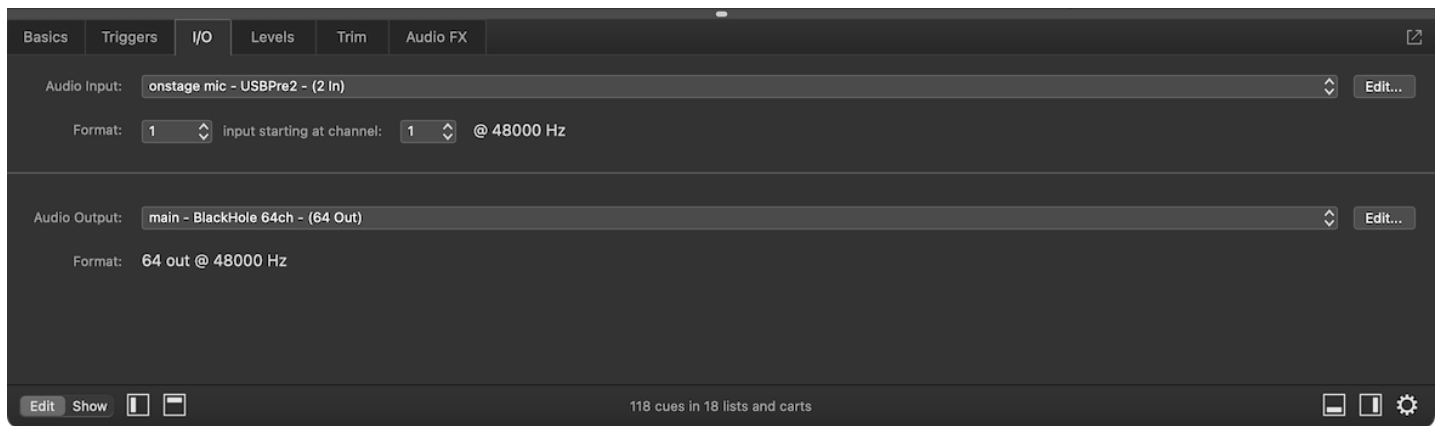 Basics Triggers I/O Levels Trim Audio FX
Audio Input: onstage mic - USBPre2 - (2 In) Edit...
Format: 1 input starting at channel: 1 @ 48000 Hz
Audio Output: main - BlackHole 64ch - (64 Out) Edit...
Format: 64 out @ 48000 Hz
Edit Show 118 cues in 18 lists and carts